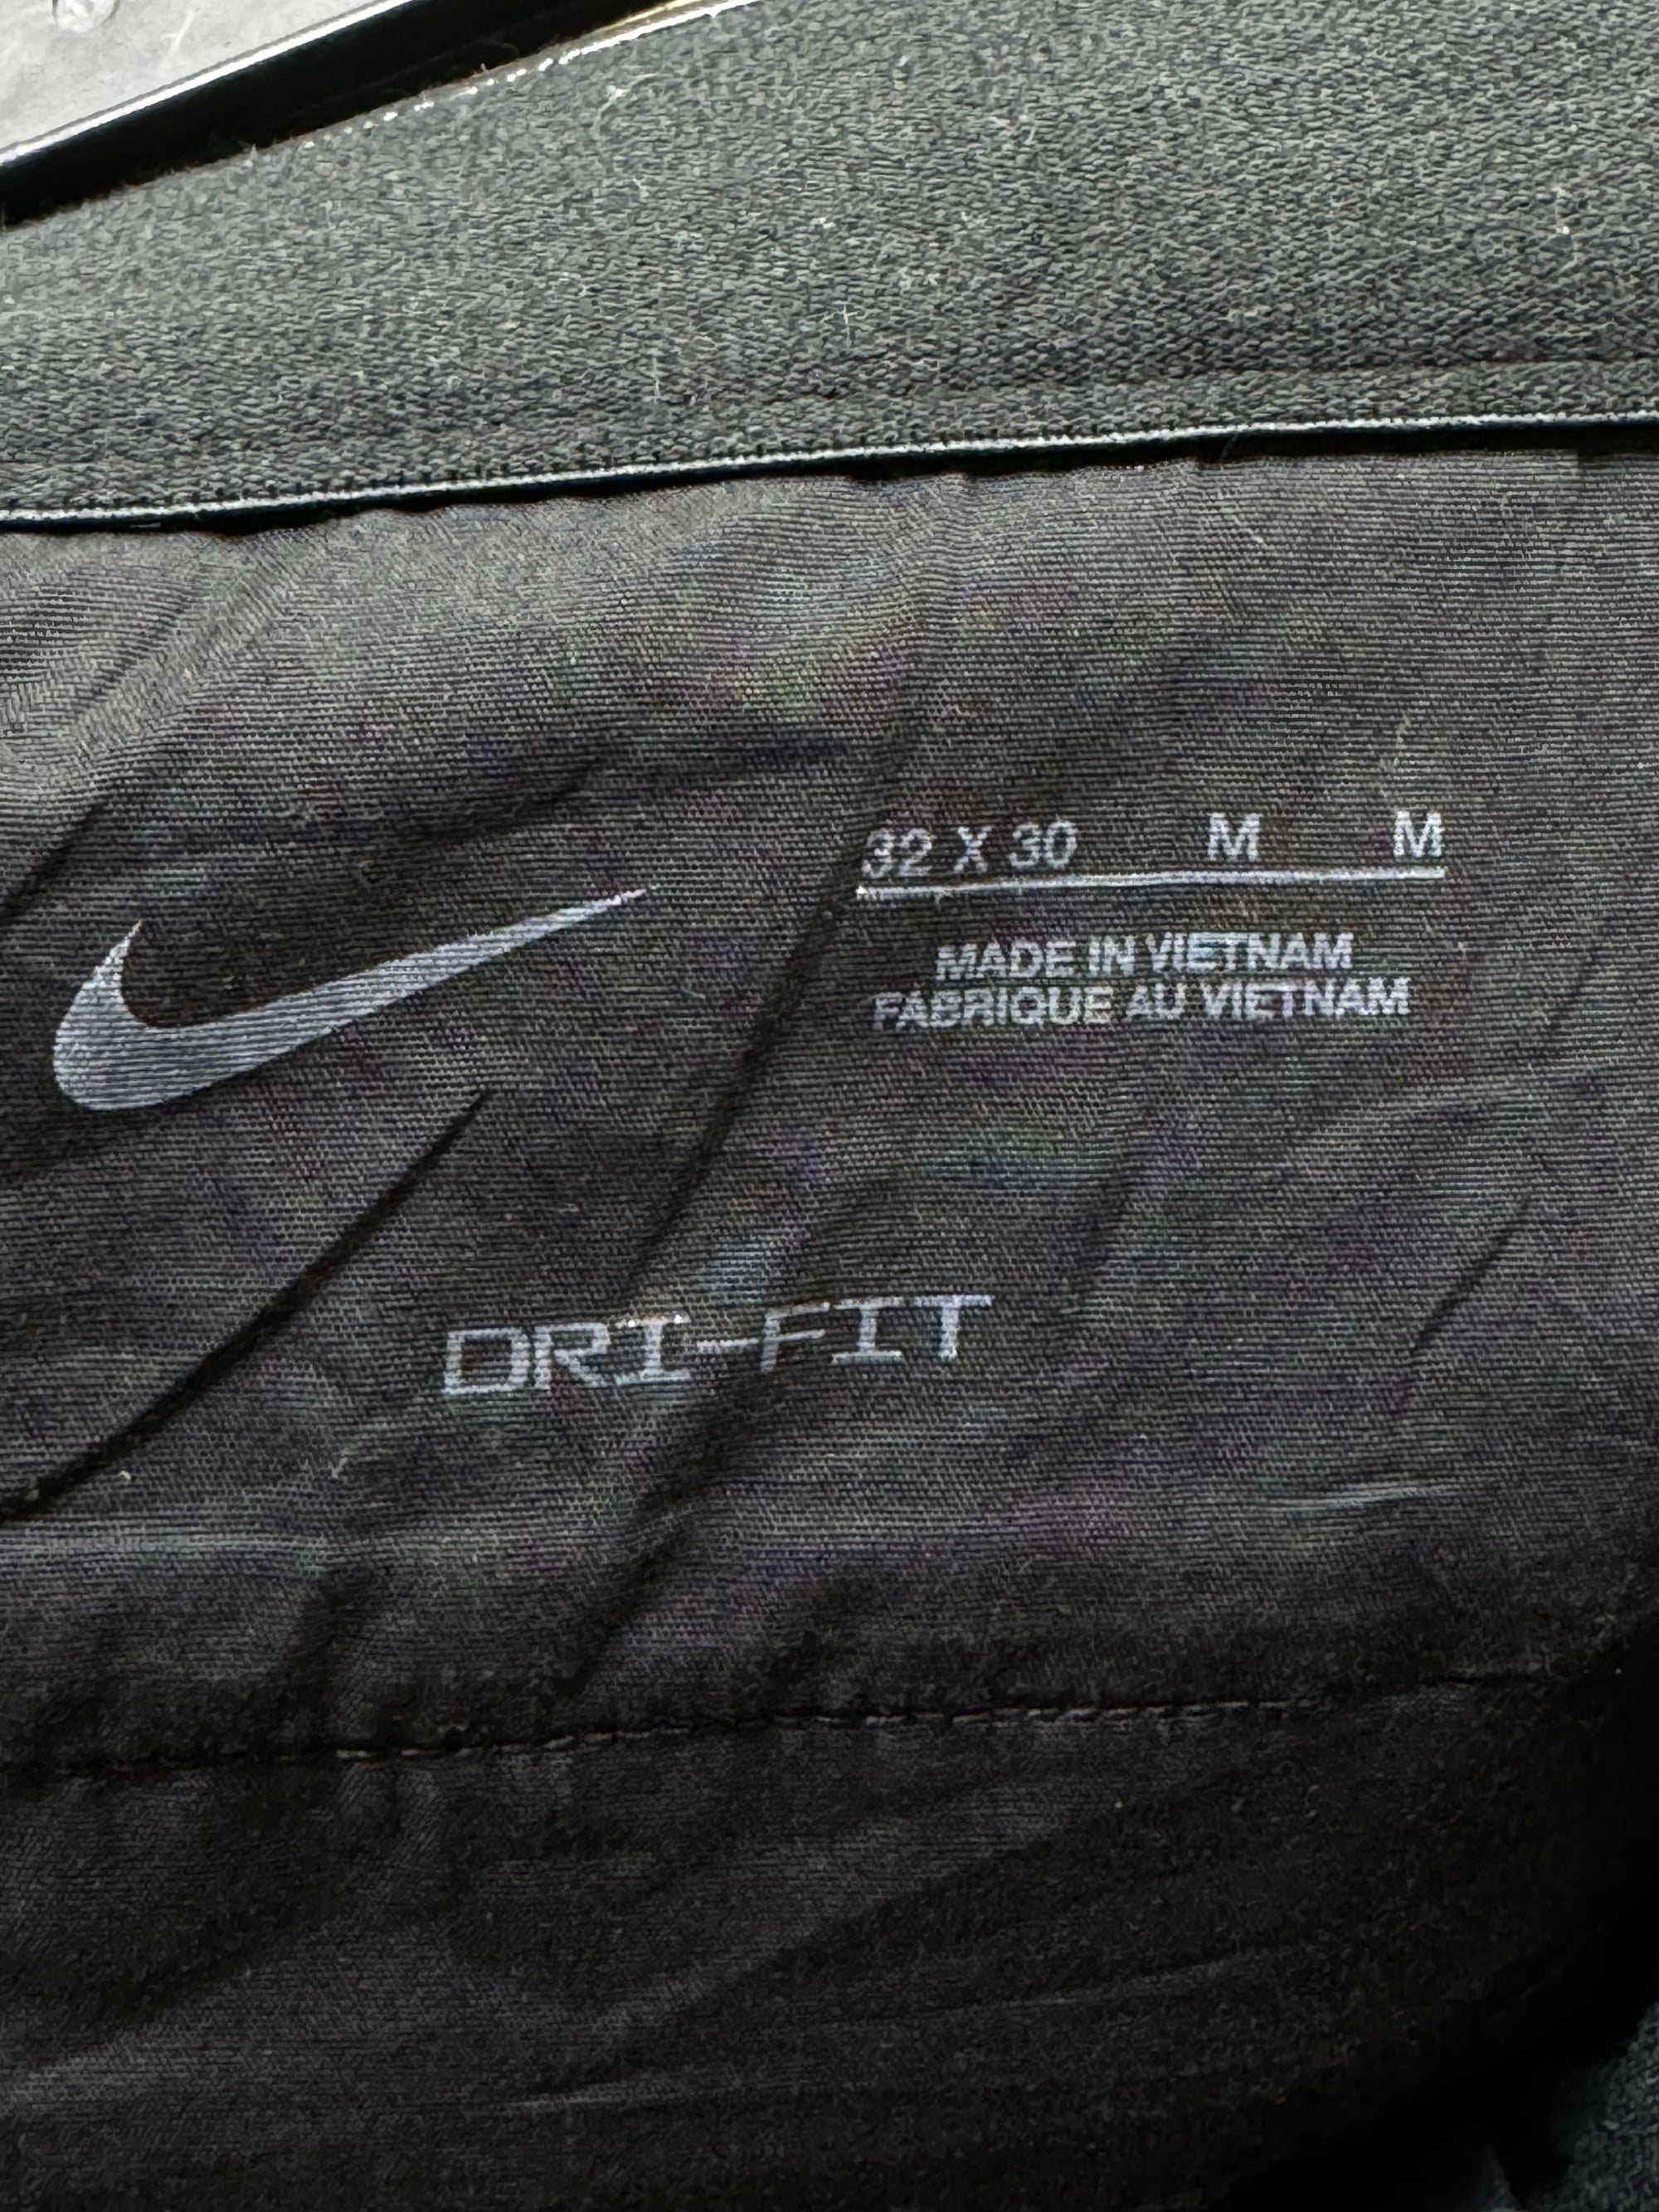 32 X 30 M M
MADE IN VIETNAM
FABRIQUE AU VIETNAM
DRI-FIT